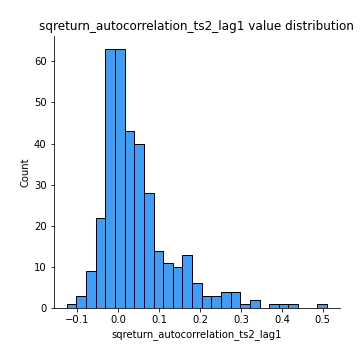 sqreturn_autocorrelation_ts2_lag1 value distribution
60
50
40
30
20
10
0
Count
−0.1 0.0 0.1 0.2 0.3 0.4 0.5
sqreturn_autocorrelation_ts2_lag1